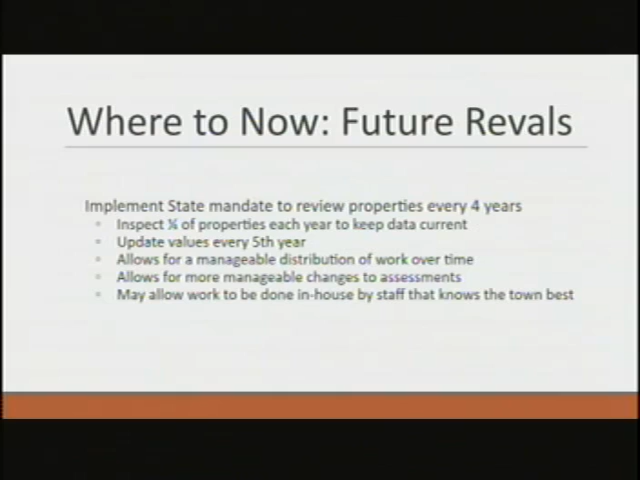 Where to Now: Future Revals
Implement State mandate to review properties every 4 years
Inspect ¼ of properties each year to keep data current
Update values every 5th year
Allows for a manageable distribution of work over time
Allows for more manageable changes to assessments
May allow work to be done in-house by staff that knows the town best